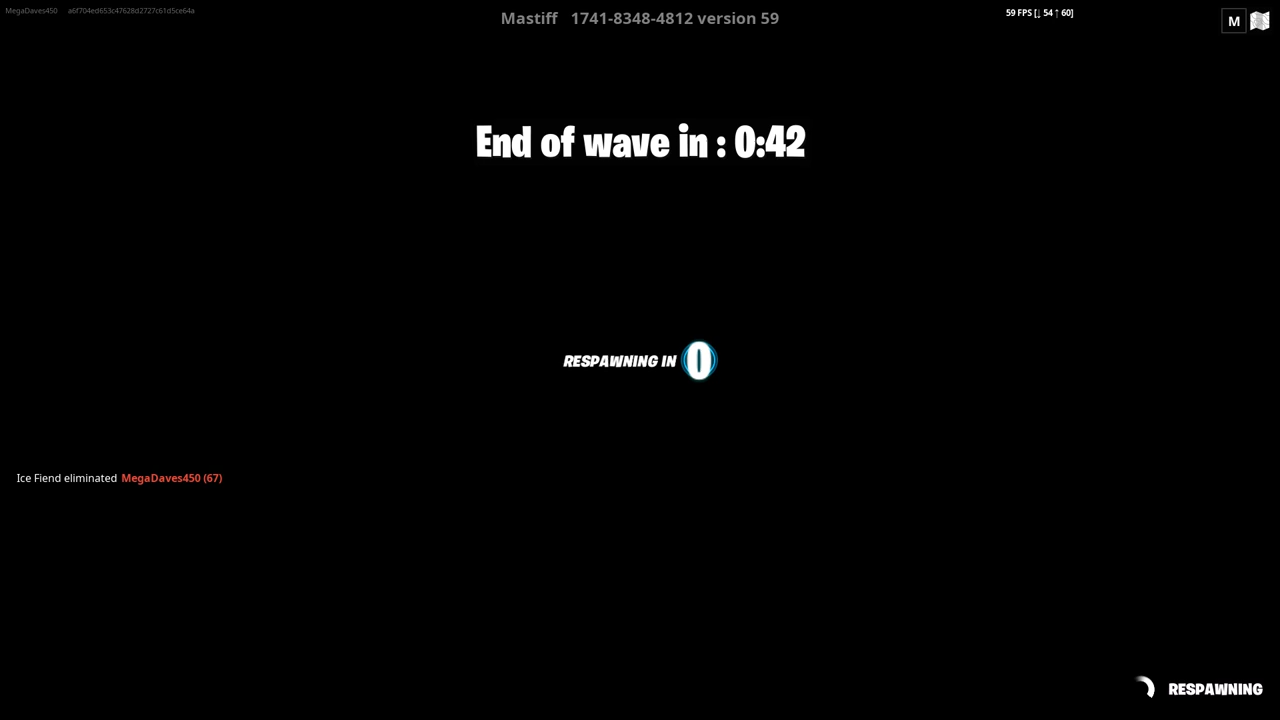 MegaDaves450 a6f704ed653c47628d2727c61d5ce64a
Mastiff 1741-8348-4812 version 59
59 FPS [↓ 54 ↑ 60]
M
End of wave in : 0:42
RESPAWNING IN 0
Ice Fiend eliminated MegaDaves450 (67)
RESPAWNING